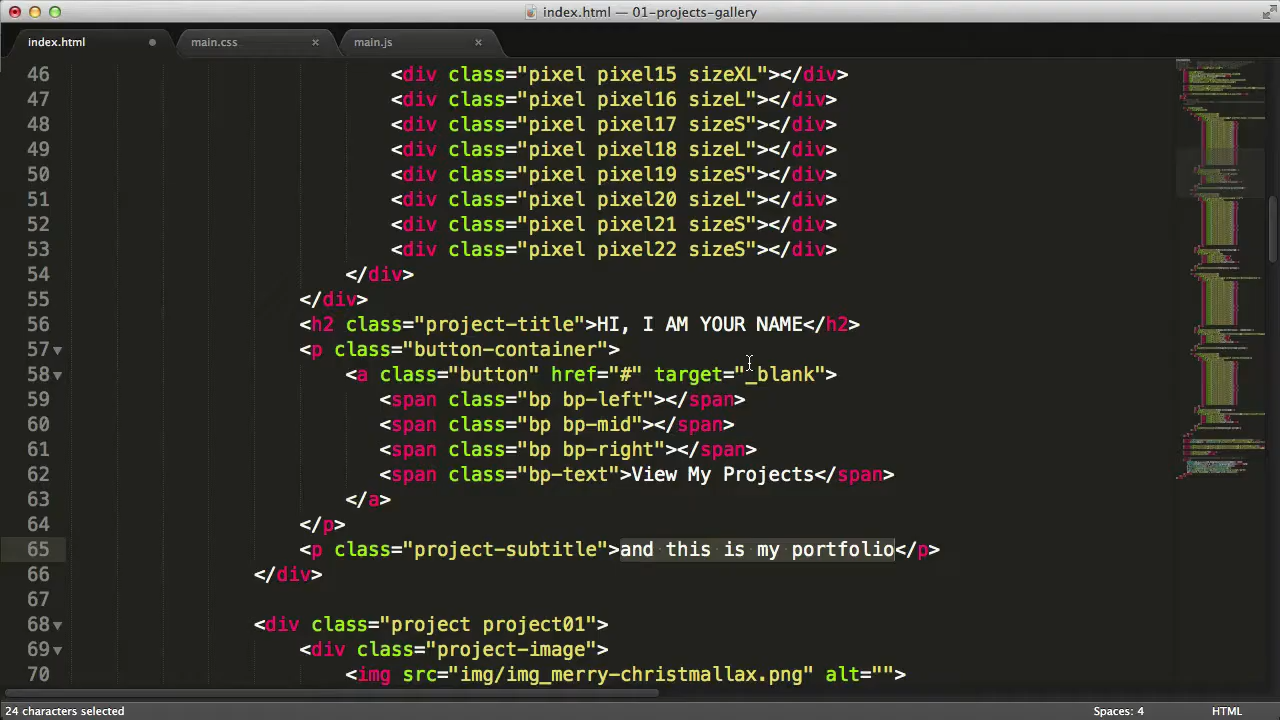 index.html — 01-projects-gallery
index.html
main.css
main.js
46 <div class="pixel pixel15 sizeXL"></div>
47 <div class="pixel pixel16 sizeL"></div>
48 <div class="pixel pixel17 sizeS"></div>
49 <div class="pixel pixel18 sizeL"></div>
50 <div class="pixel pixel19 sizeS"></div>
51 <div class="pixel pixel20 sizeL"></div>
52 <div class="pixel pixel21 sizeS"></div>
53 <div class="pixel pixel22 sizeS"></div>
54 </div>
55 </div>
56 <h2 class="project-title">HI, I AM YOUR NAME</h2>
57 <p class="button-container">
58 <a class="button" href="#" target="_blank">
59 <span class="bp bp-left"></span>
60 <span class="bp bp-mid"></span>
61 <span class="bp bp-right"></span>
62 <span class="bp-text">View My Projects</span>
63 </a>
64 </p>
65 <p class="project-subtitle">and this is my portfolio</p>
66 </div>
67
68 <div class="project project01">
69 <div class="project-image">
70 <img src="img/img_merry-christmallax.png" alt="">
24 characters selected
Spaces: 4
HTML